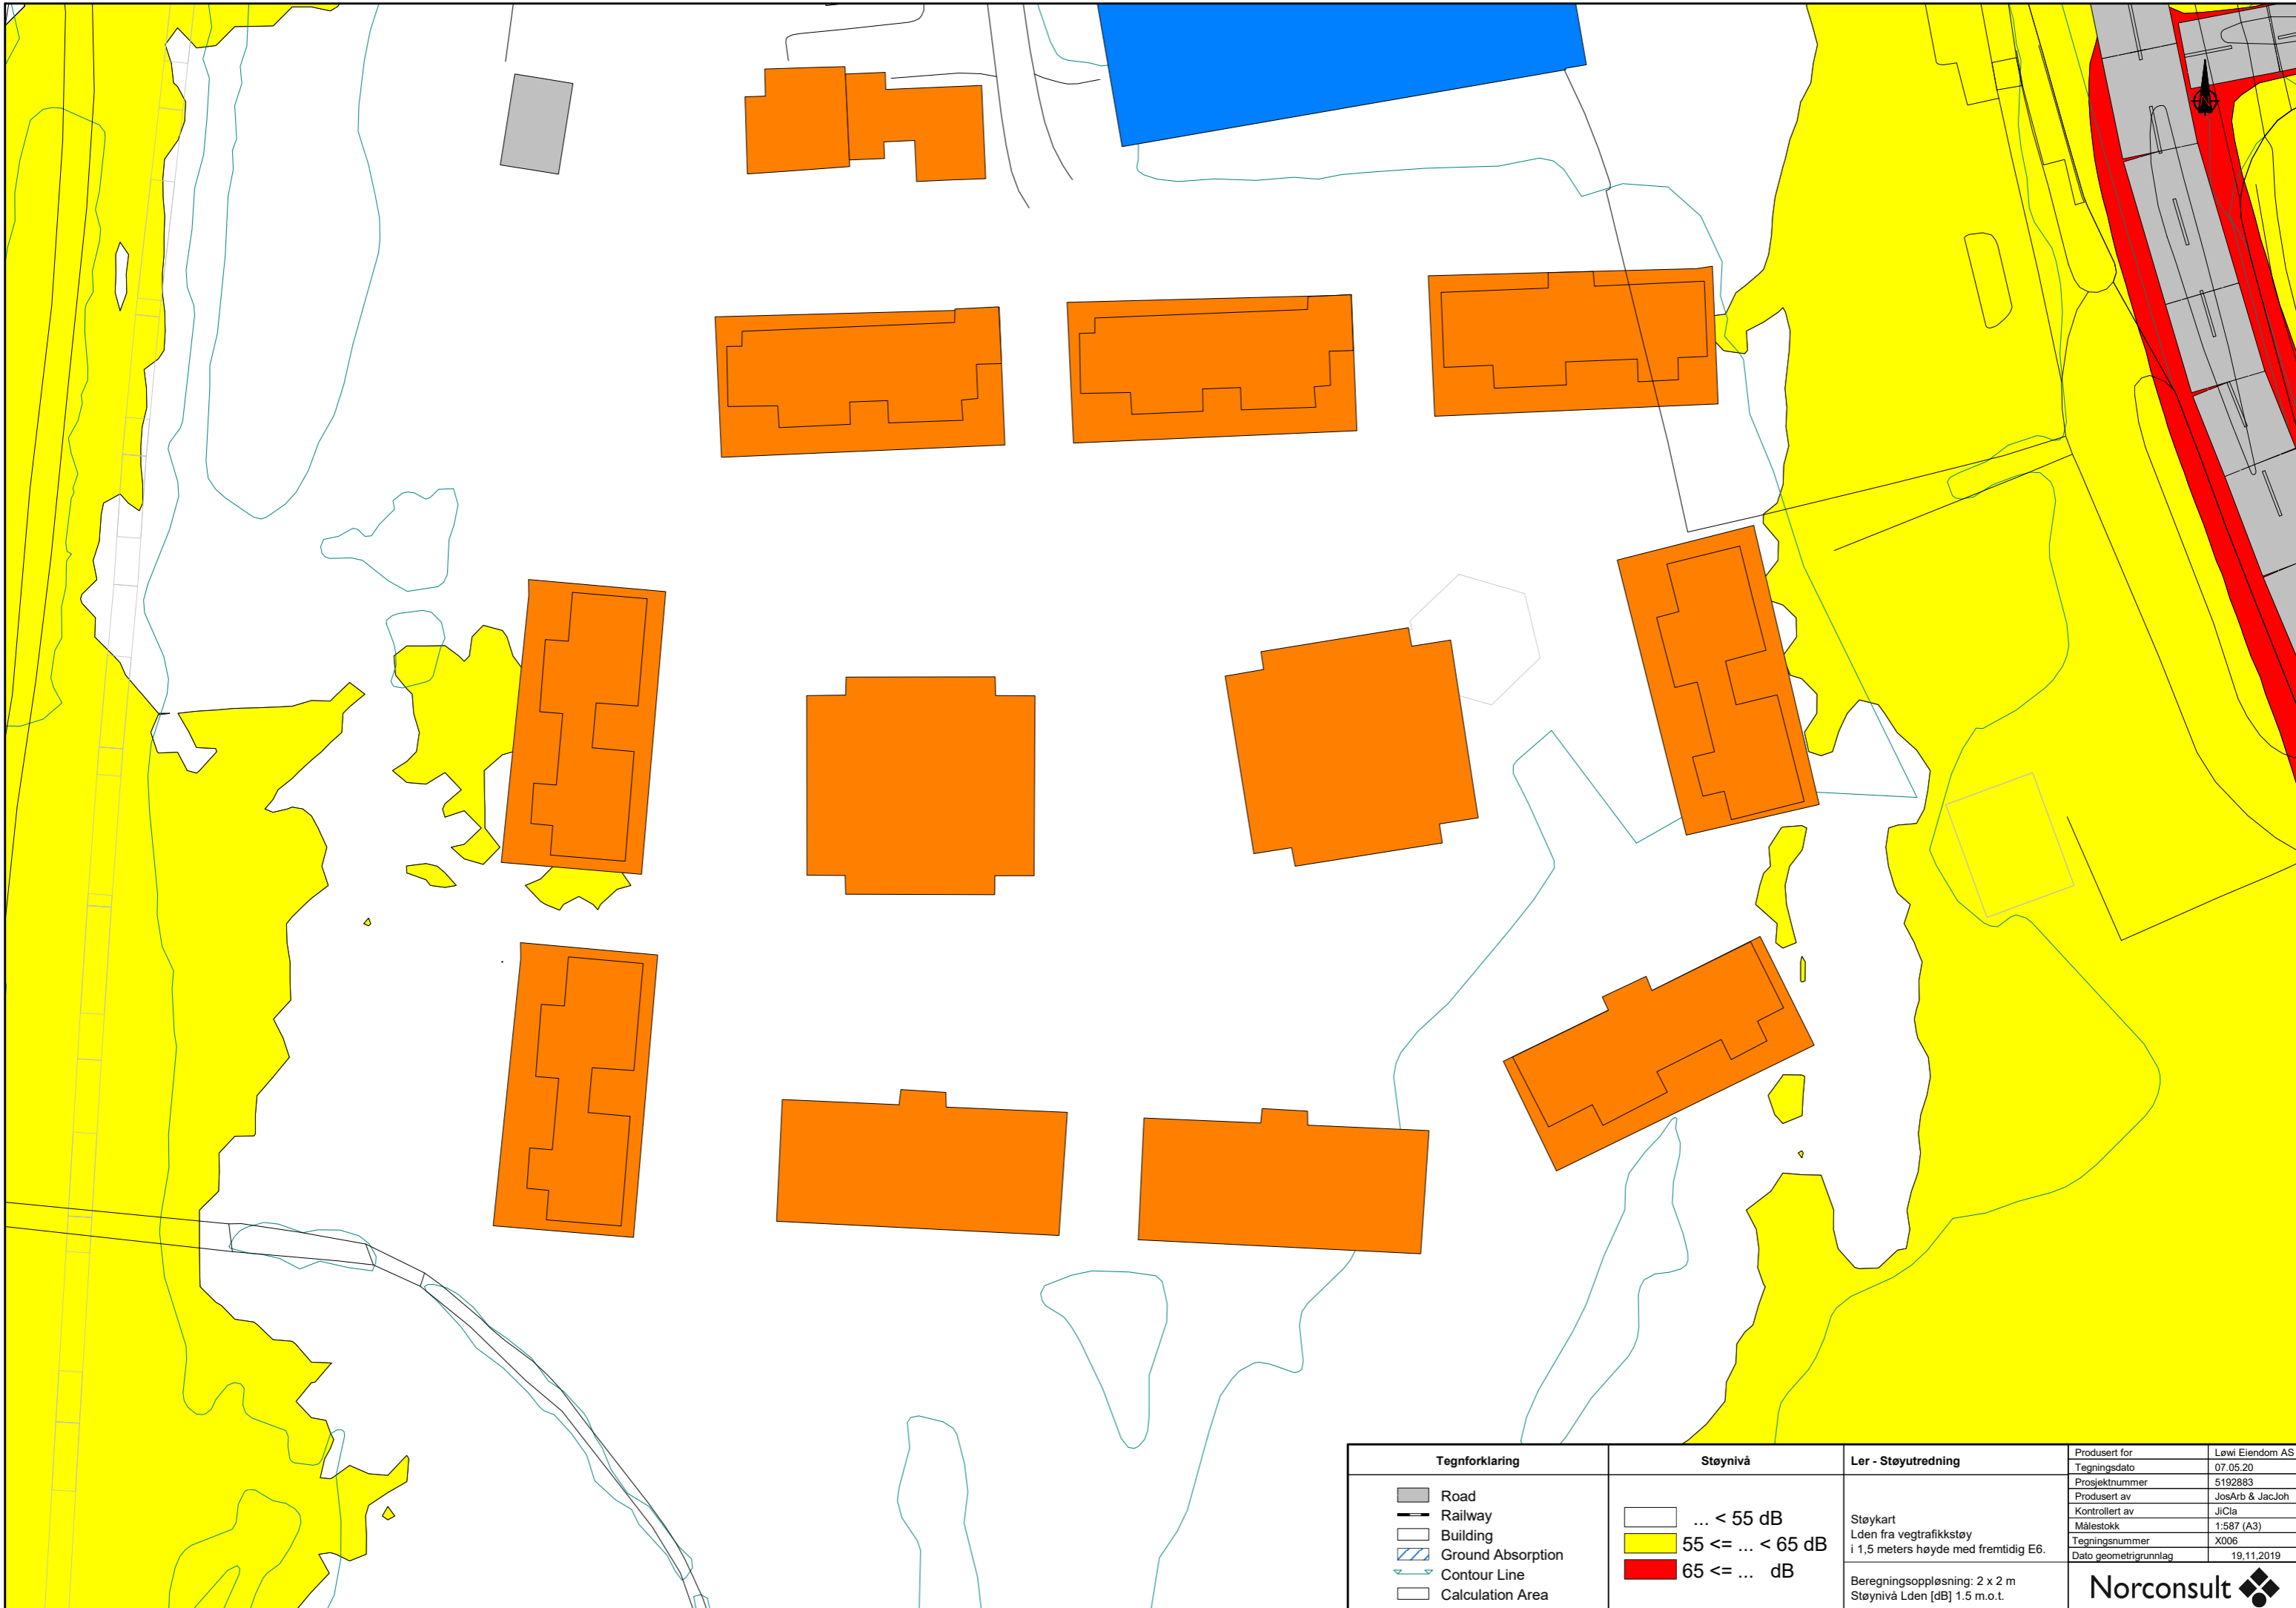 N
Tegnforklaring
Road
Railway
Building
Ground Absorption
Contour Line
Calculation Area
Støynivå
... < 55 dB
55 <= ... < 65 dB
65 <= ... dB
Ler - Støyutredning
Støykart
Lden fra vegtrafikkstøy
i 1,5 meters høyde med fremtidig E6.
Beregningsoppløsning: 2 x 2 m
Støynivå Lden [dB] 1.5 m.o.t.
Produsert for Løwi Eiendom AS
Tegningsdato 07.05.20
Prosjektnummer 5192883
Produsert av JosArb & JacJoh
Kontrollert av JiCla
Målestokk 1:587 (A3)
Tegningsnummer X006
Dato geometrigrunnlag 19,11,2019
Norconsult